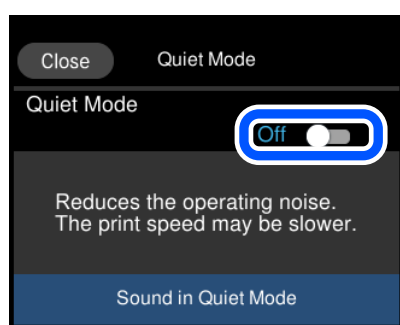 Close Quiet Mode
Quiet Mode
Off
Reduces the operating noise.
The print speed may be slower.
Sound in Quiet Mode